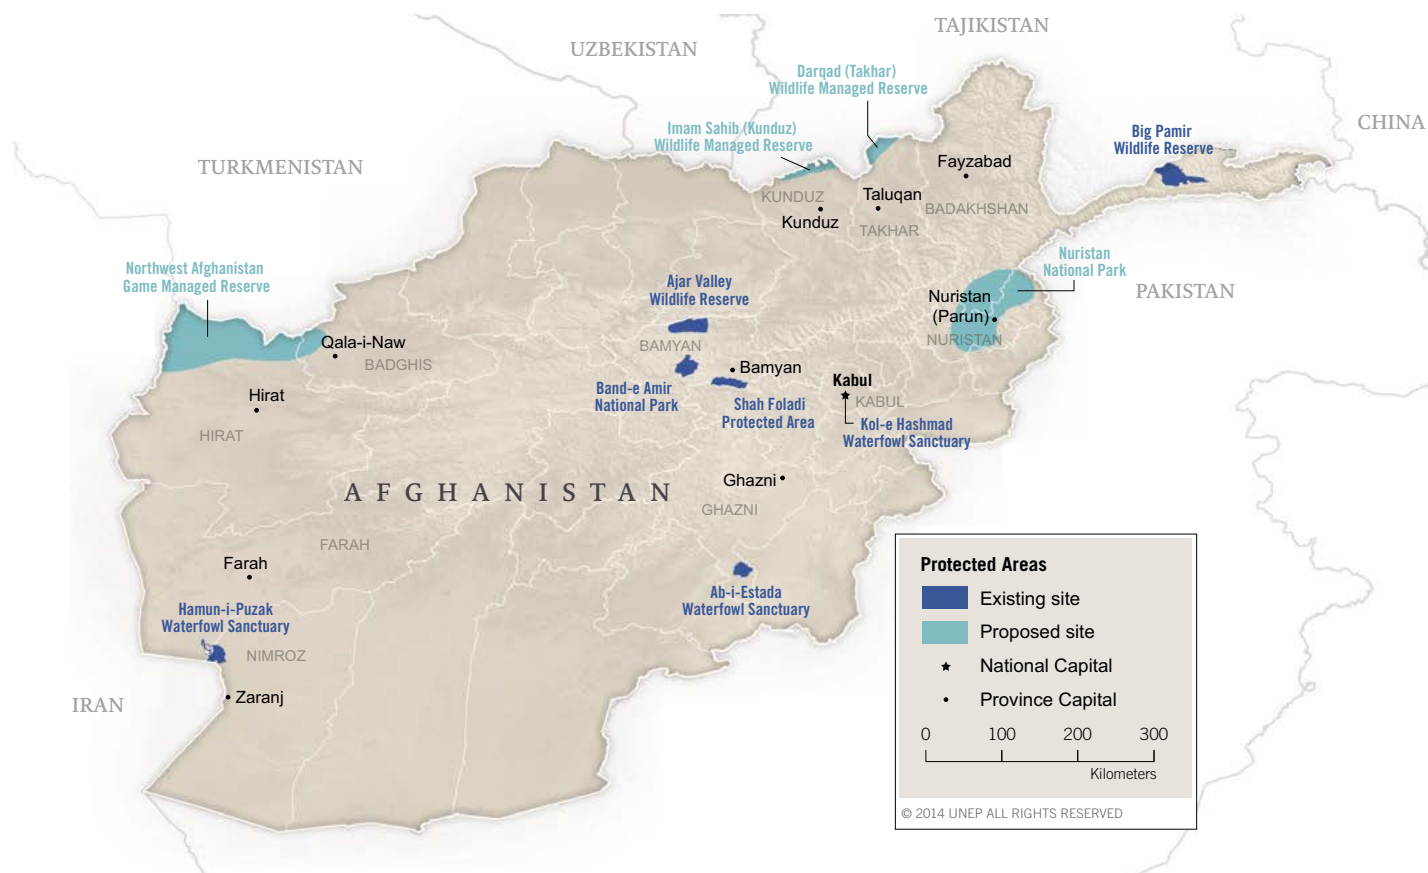 TAJIKISTAN
UZBEKISTAN
Darqad (Takhar)
Wildlife Managed Reserve
CHINA
Imam Sahib (Kunduz)
Wildlife Managed Reserve
Big Pamir
Wildlife Reserve
TURKMENISTAN
Fayzabad
KUNDUZ
Taluqan
BADAKHSHAN
Kunduz
TAKHAR
Northwest Afghanistan
Game Managed Reserve
Nuristan
National Park
PAKISTAN
Ajar Valley
Wildlife Reserve
Nuristan
(Parun)
NURISTAN
Qala-i-Naw
BADGHIS
BAMYAN
Bamyan
Band-e Amir
National Park
Shah Foladi
Protected Area
Kabul
KABUL
Kol-e Hashmad
Waterfowl Sanctuary
Hirat
HIRAT
AFGHANISTAN
Ghazni
GHAZNI
FARAH
Farah
Ab-i-Estada
Waterfowl Sanctuary
Hamun-i-Puzak
Waterfowl Sanctuary
NIMROZ
IRAN
Zaranj
Protected Areas
Existing site
Proposed site
National Capital
Province Capital
0 100 200 300
Kilometers
© 2014 UNEP ALL RIGHTS RESERVED